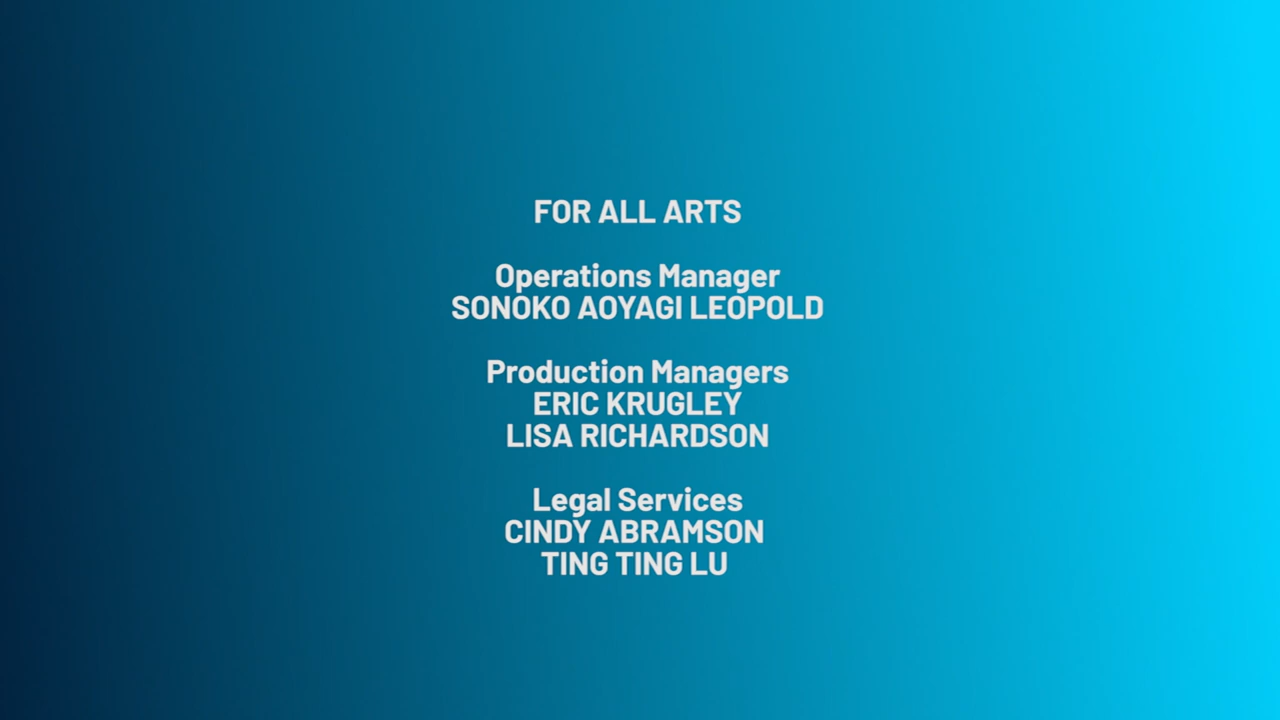 FOR ALL ARTS
Operations Manager
SONOKO AOYAGI LEOPOLD
Production Managers
ERIC KRUGLEY
LISA RICHARDSON
Legal Services
CINDY ABRAMSON
TING TING LU